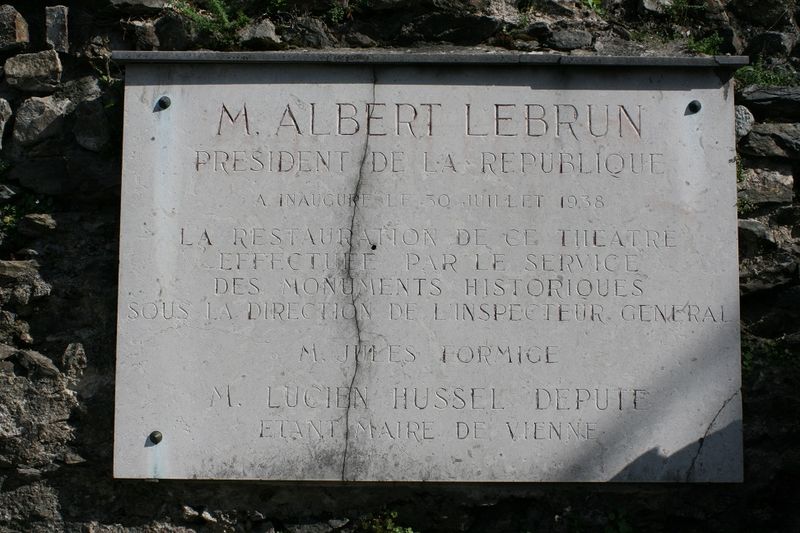 M. ALBERT LEBRUN
PRESIDENT DE LA REPUBLIQUE
A INAUGURE LE 30 JUILLET 1938
LA RESTAURATION DE CE THEATRE
EFFECTUEE PAR LE SERVICE
DES MONUMENTS HISTORIQUES
SOUS LA DIRECTION DE L'INSPECTEUR GENERAL
M. JULES FORMIGE
M. LUCIEN HUSSEL DEPUTE
ETANT MAIRE DE VIENNE